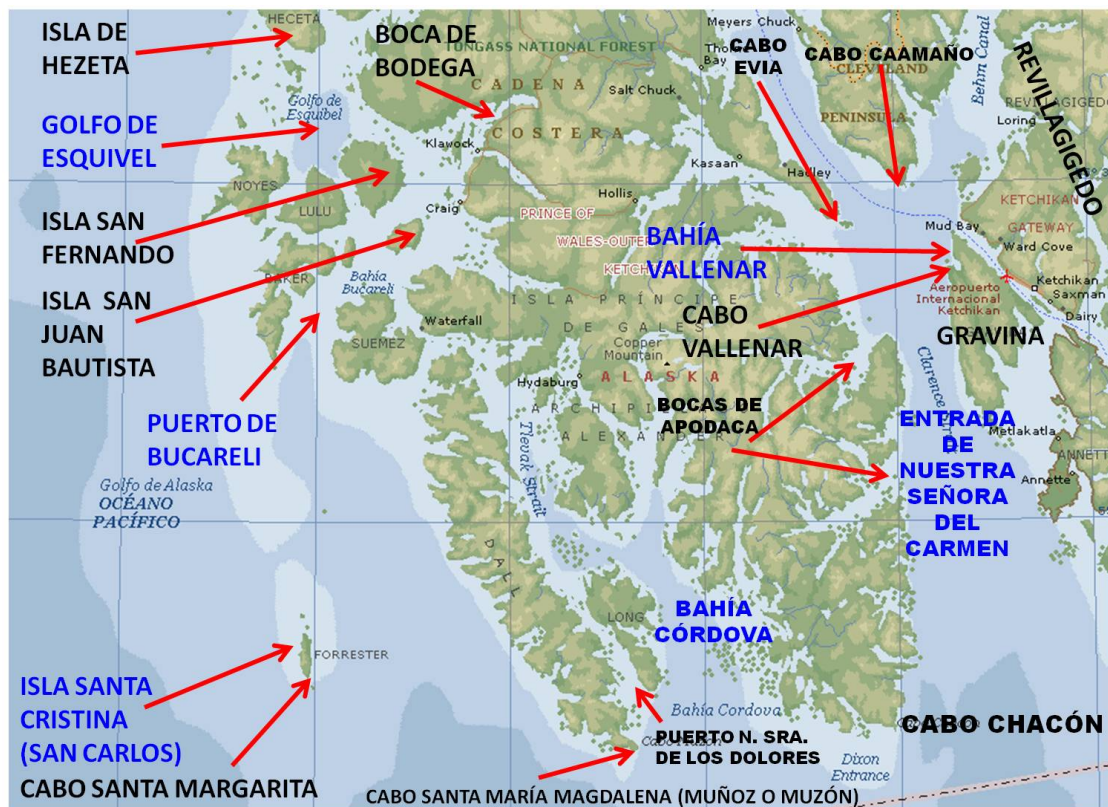 ISLA DE
HEZETA
HECETA
BOCA DE
BODEGA
TONGASS NATIONAL FOREST
Meyers Chuck
CABO
EVIA
CABO CAAMAÑO
CLEVELAND
PENINSULA
Behm Canal
REVILLAGIGEDO
REVILLAGIGEDO
Loring
CADENA
COSTERA
Salt Chuck
Golfo de
Esquibel
GOLFO DE
ESQUIVEL
Klawock
Kasaan
Hadley
NOYES
LULU
Craig
Hollis
PRINCE OF
WALES-OUTER
KETCHIKAN
KETCHIKAN
GATEWAY
Mud Bay
Ward Cove
ISLA SAN
FERNANDO
BAHÍA
VALLENAR
BAKER
Bahía
Bucareli
Aeropuerto
Internacional
Ketchikan
Ketchikan
Saxman
Dairy
ISLA SAN
JUAN
BAUTISTA
ISLA PRÍNCIPE
DE GALES
CABO
VALLENAR
GRAVINA
Waterfall
SUEMEZ
Copper
Mountain
Hydaburg
ALASKA
Clarence
PUERTO DE
BUCARELI
BOCAS DE
APODACA
ALEXANDER
ENTRADA
DE
NUESTRA
SEÑORA
DEL
CARMEN
Metlakatla
Annette
Tlevak Strait
Golfo de Alaska
OCÉANO
PACÍFICO
DALL
LONG
BAHÍA
CÓRDOVA
FORRESTER
ISLA SANTA
CRISTINA
(SAN CARLOS)
CABO SANTA MARGARITA
Bahía Cordova
PUERTO N. SRA.
DE LOS DOLORES
CABO CHACÓN
Dixon
Entrance
CABO SANTA MARÍA MAGDALENA (MUÑOZ O MUZÓN)